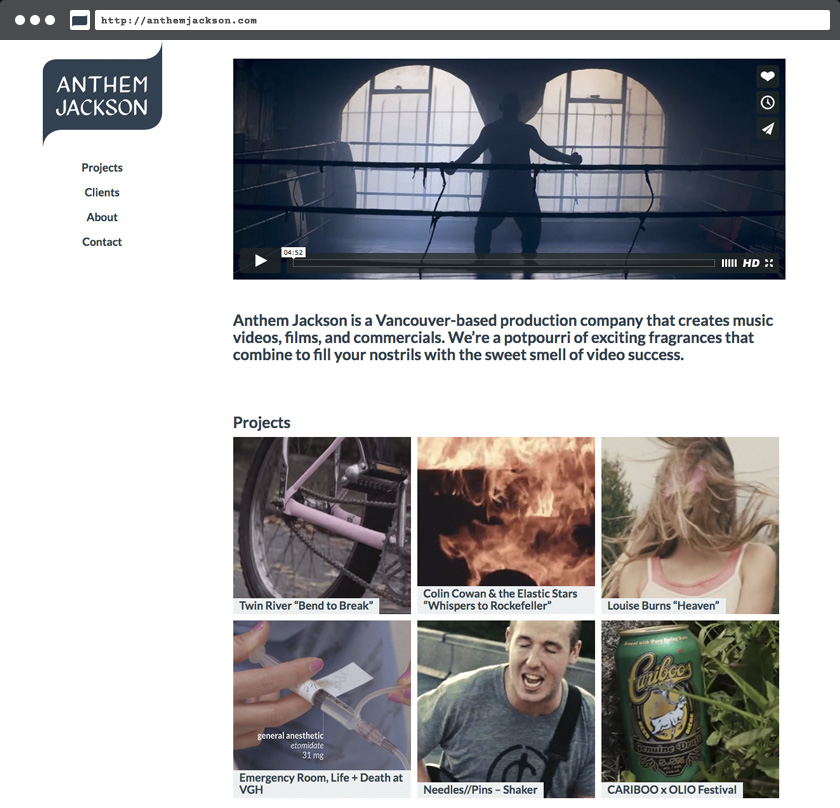 http://anthemjackson.com
ANTHEM
JACKSON
Projects
Clients
About
Contact
04:52
HD
Anthem Jackson is a Vancouver-based production company that creates music
videos, films, and commercials. We’re a potpourri of exciting fragrances that
combine to fill your nostrils with the sweet smell of video success.
Projects
Twin River “Bend to Break”
Colin Cowan & the Elastic Stars
“Whispers to Rockefeller”
Louise Burns “Heaven”
general anesthetic
etomidate
31 mg
Emergency Room, Life + Death at
VGH
Needles//Pins – Shaker
Cariboo
Genuine Draft
CARIBOO x OLIO Festival